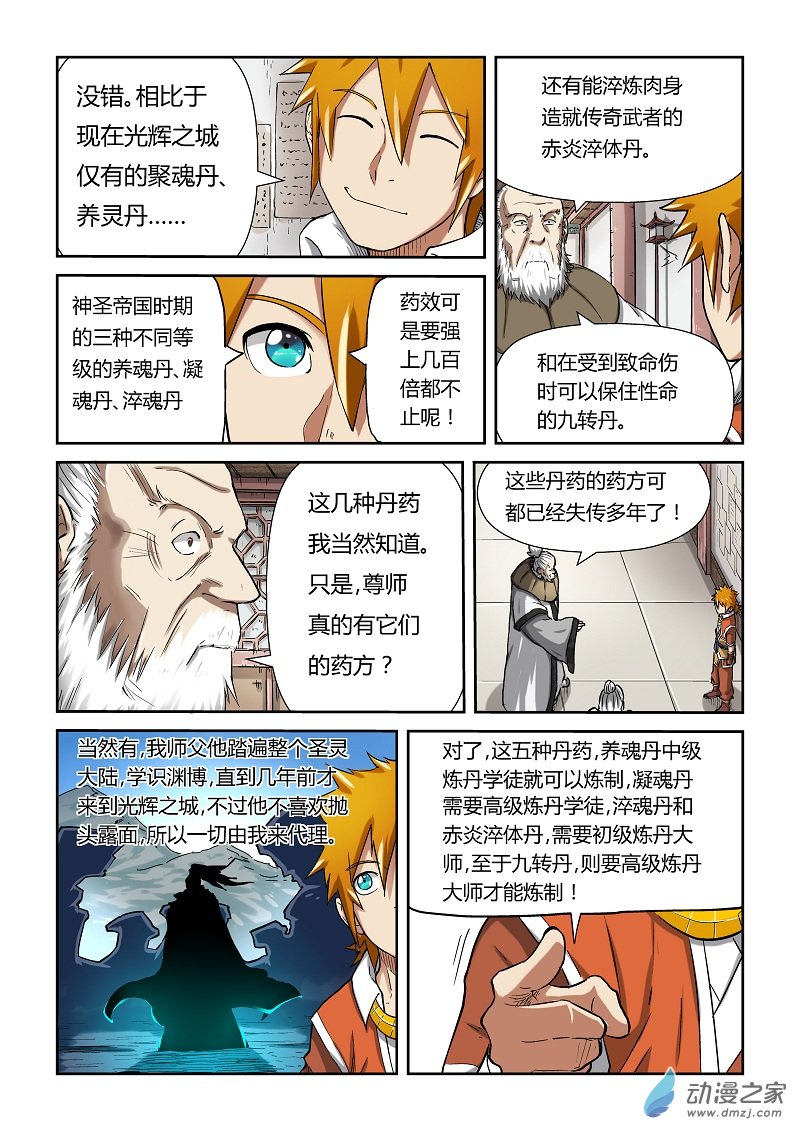 没错。相比于
现在光辉之城
仅有的聚魂丹、
养灵丹……
神圣帝国时期
的三种不同等
级的养魂丹、凝
魂丹、淬魂丹
药效可
是要强
上几百
倍都不
止呢！
还有能淬炼肉身
造就传奇武者的
赤炎淬体丹。
和在受到致命伤
时可以保住性命
的九转丹。
这几种丹药
我当然知道。
只是，尊师
真的有它们
的药方？
这些丹药的药方可
都已经失传多年了！
当然有，我师父他踏遍整个圣灵
大陆，学识渊博，直到几年前才
来到光辉之城，不过他不喜欢抛
头露面，所以一切由我来代理。
对了，这五种丹药，养魂丹中级
炼丹学徒就可以炼制，凝魂丹
需要高级炼丹学徒，淬魂丹和
赤炎淬体丹，需要初级炼丹大
师，至于九转丹，则要高级炼丹
大师才能炼制！
动漫之家
www.dmzj.com